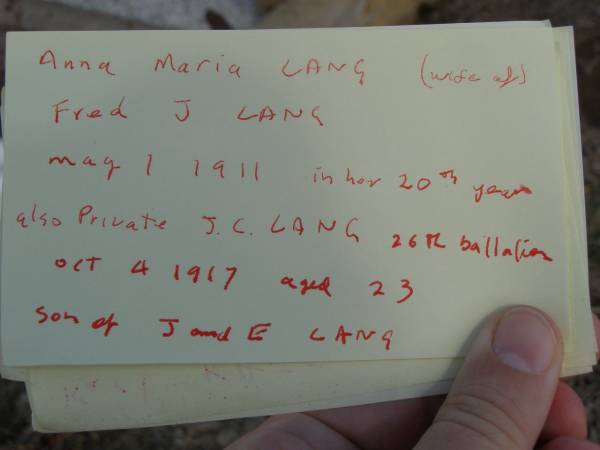 Anna Maria LANG (wife of)
Fred J LANG
may 1 1911 in her 20th year
also Private J.C. LANG 26th battalion
oct 4 1917 aged 23
son of J and E LANG